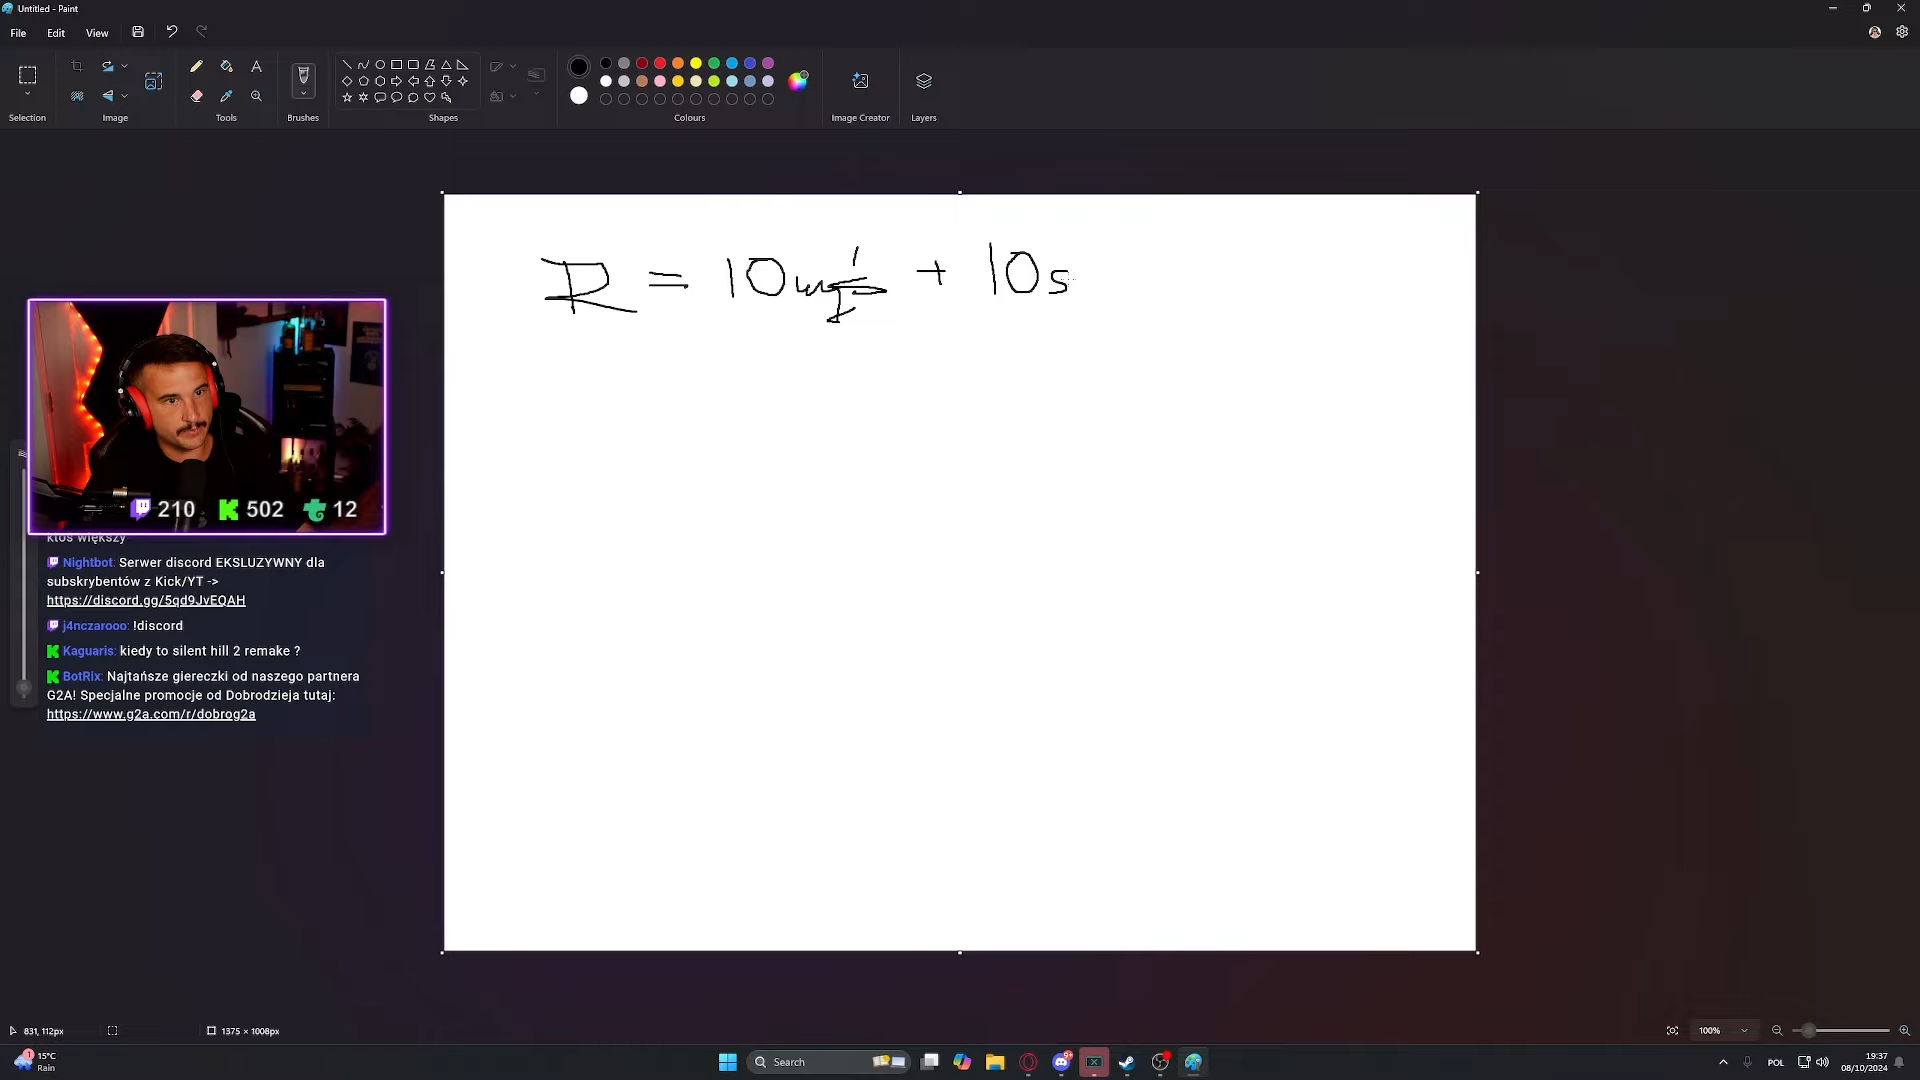 Untitled - Paint
File Edit View
Selection Image Tools Brushes Shapes Colours Image Creator Layers
= 10 + 10s
210 502 12
ktoś większy
Nightbot: Serwer discord EKSLUZYWNY dla
subskrybentów z Kick/YT ->
https://discord.gg/5qd9JvEQAH
j4nczarooo: !discord
Kaguaris: kiedy to silent hill 2 remake ?
BotRix: Najtańsze giereczki od naszego partnera
G2A! Specjalne promocje od Dobrodzieja tutaj:
https://www.g2a.com/r/dobrog2a
831, 112px 1375 × 1008px 100%
15°C
Rain
Search
POL
19:37
08/10/2024